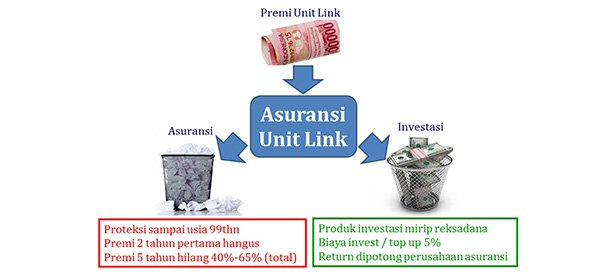 Premi Unit Link
Asuransi
Unit Link
Asuransi
Investasi
Proteksi sampai usia 99thn
Premi 2 tahun pertama hangus
Premi 5 tahun hilang 40%-65% (total)
Produk investasi mirip reksadana
Biaya invest / top up 5%
Return dipotong perusahaan asuransi